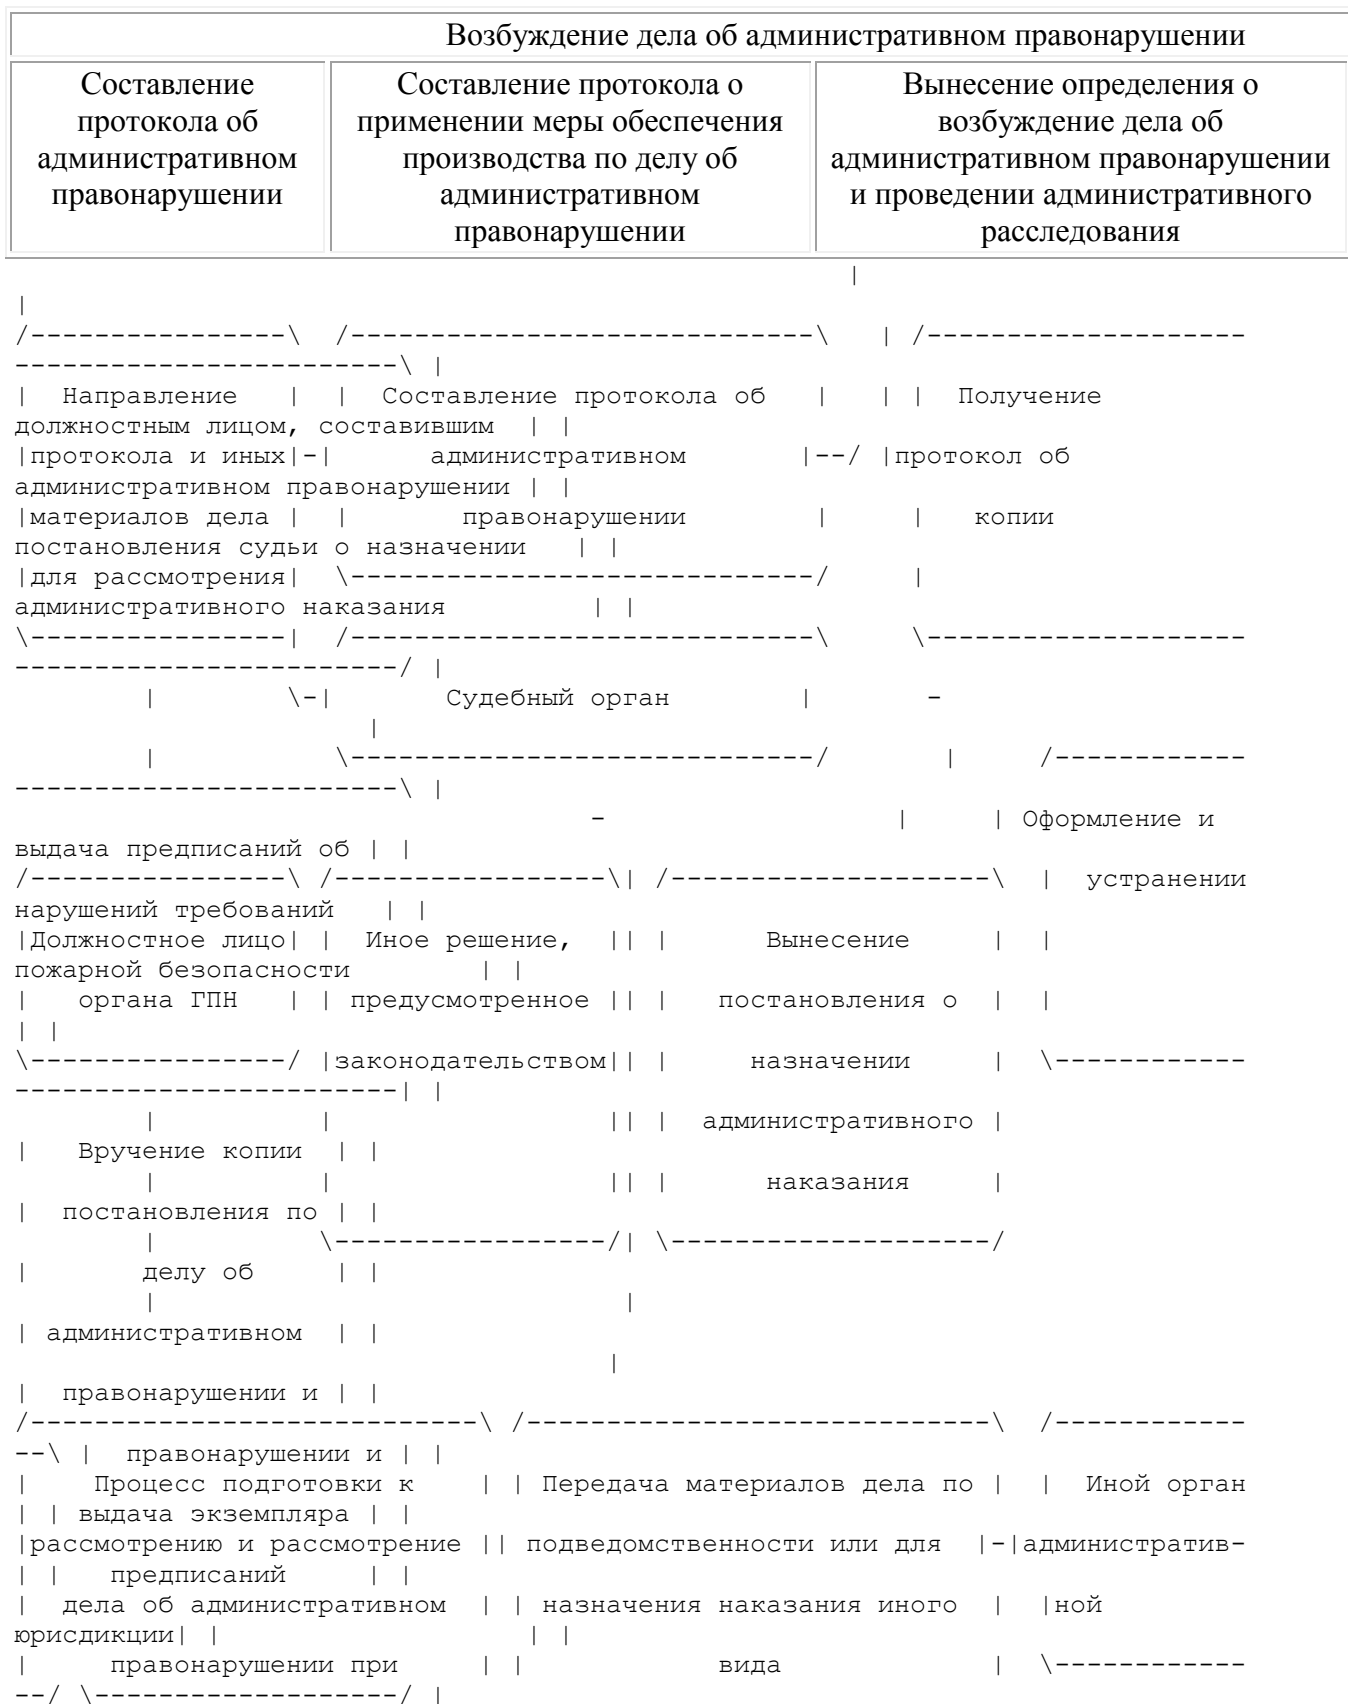 Возбуждение дела об административном правонарушении
Составление
протокола об
административном
правонарушении
Составление протокола о
применении меры обеспечения
производства по делу об
административном
правонарушении
Вынесение определения о
возбуждение дела об
административном правонарушении
и проведении административного
расследования
|
|
/----------------\  /-----------------------------\   | /--------------------
------------------------\ |
|  Направление   |  |  Составление протокола об   |   | |  Получение
должностным лицом, составившим  | |
|протокола и иных|-|      административном       |--/ |протокол об
административном правонарушении | |
|материалов дела |  |       правонарушении        |     |   копии
постановления судьи о назначении   | |
|для рассмотрения|  \-----------------------------/     |
административного наказания         | |
\----------------|  /-----------------------------\     \--------------------
------------------------/ |
|        \-|       Судебный орган        |       -
|
|           \-----------------------------/       |     /------------
------------------------\ |
-                  |     | Оформление и
выдача предписаний об | |
/----------------\ /-----------------\| /--------------------\  |  устранении
нарушений требований   | |
|Должностное лицо| |  Иное решение,  || |      Вынесение     |  |
пожарной безопасности         | |
|   органа ГПН   | | предусмотренное || |   постановления о  |  |
| |
\----------------/ |законодательством|| |     назначении     |  \------------
------------------------| |
|          |                 || |  административного |
|   Вручение копии  | |
|          |                 || |      наказания     |
|  постановления по | |
|          \-----------------/| \--------------------/
|       делу об     | |
|                             |
| административном  | |
|
|  правонарушении и | |
/----------------------------\ /-----------------------------\  /------------
--\ |  правонарушении и | |
|    Процесс подготовки к    | | Передача материалов дела по |  |  Иной орган
| | выдача экземпляра | |
|рассмотрению и рассмотрение || подведомственности или для  |-|административ-
| |   предписаний     | |
|  дела об административном  | | назначения наказания иного  |  |ной
юрисдикции| |                   | |
|     правонарушении при     | |            вида             |  \------------
--/ \-------------------/ |